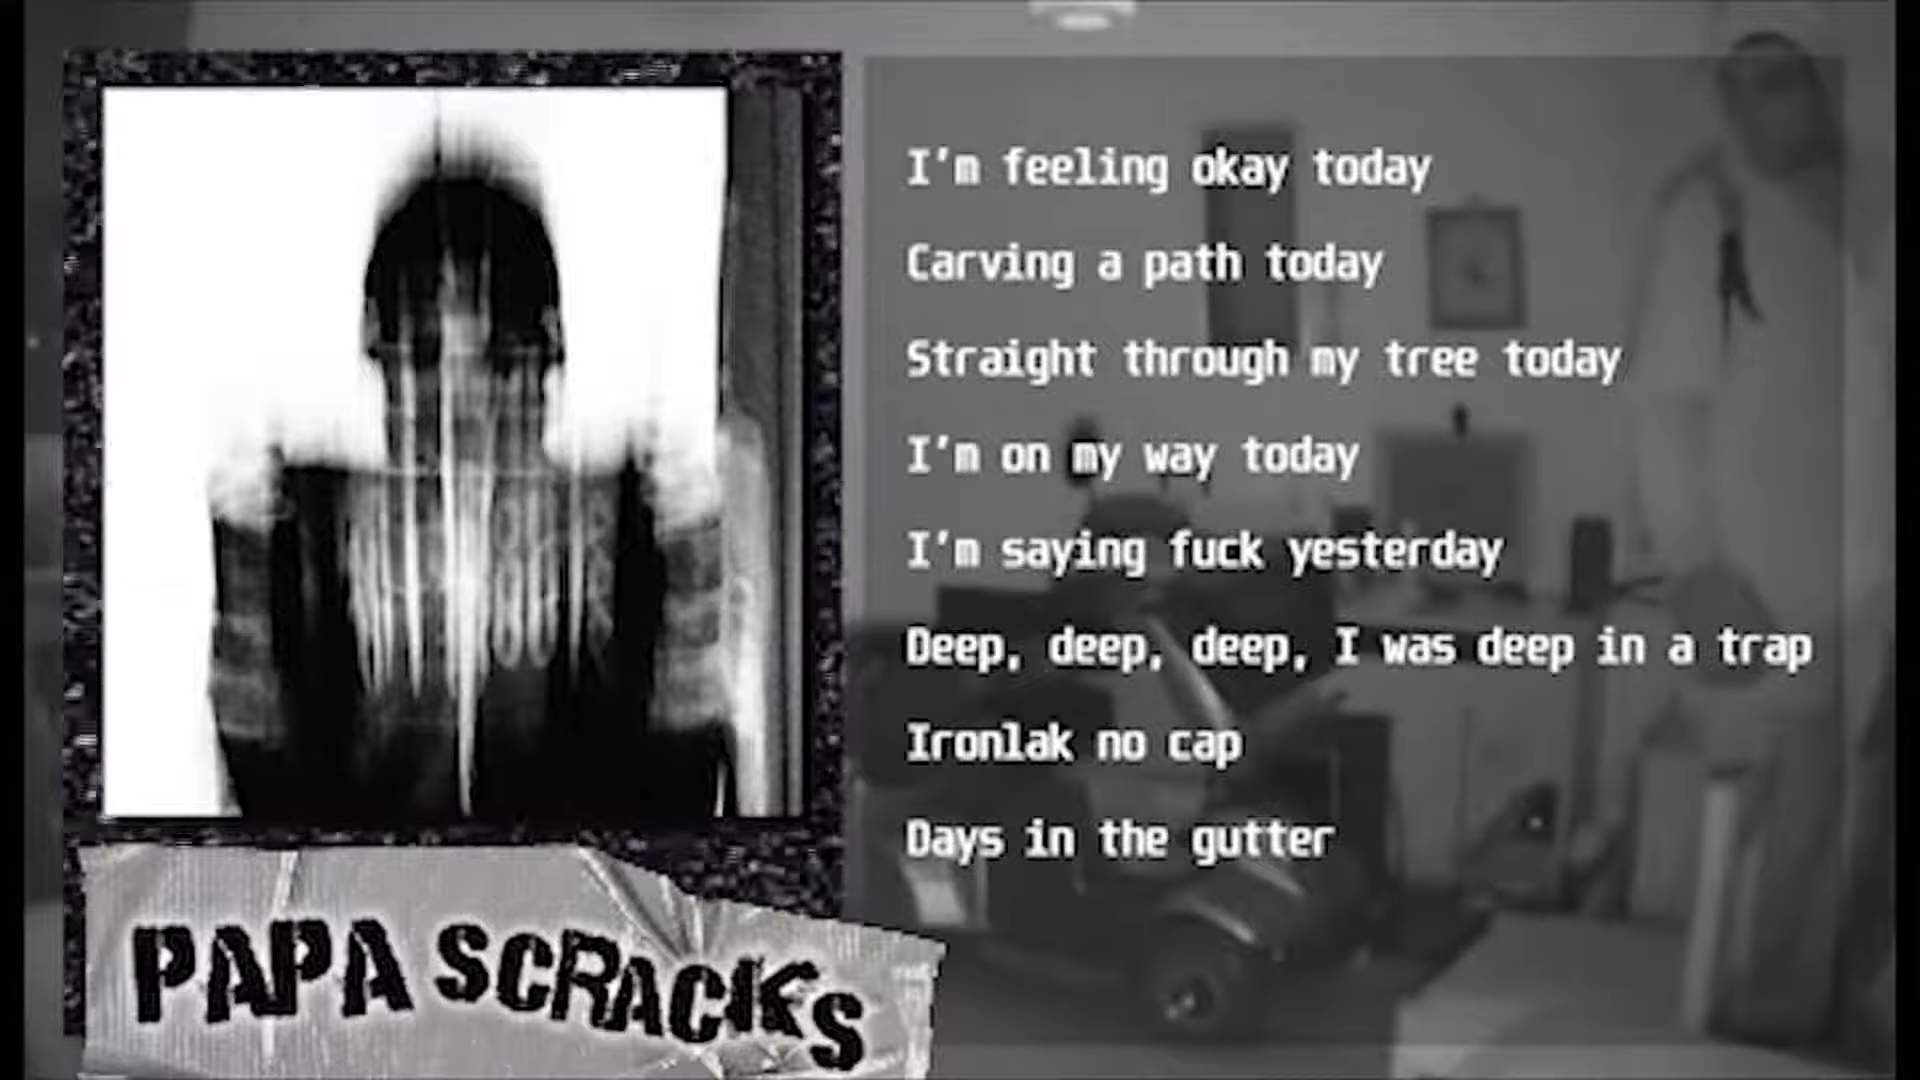 I'm feeling okay today
Carving a path today
Straight through my tree today
I'm on my way today
I'm saying fuck yesterday
Deep, deep, deep, I was deep in a trap
Ironlak no cap
Days in the gutter
PAPA SCRACKS